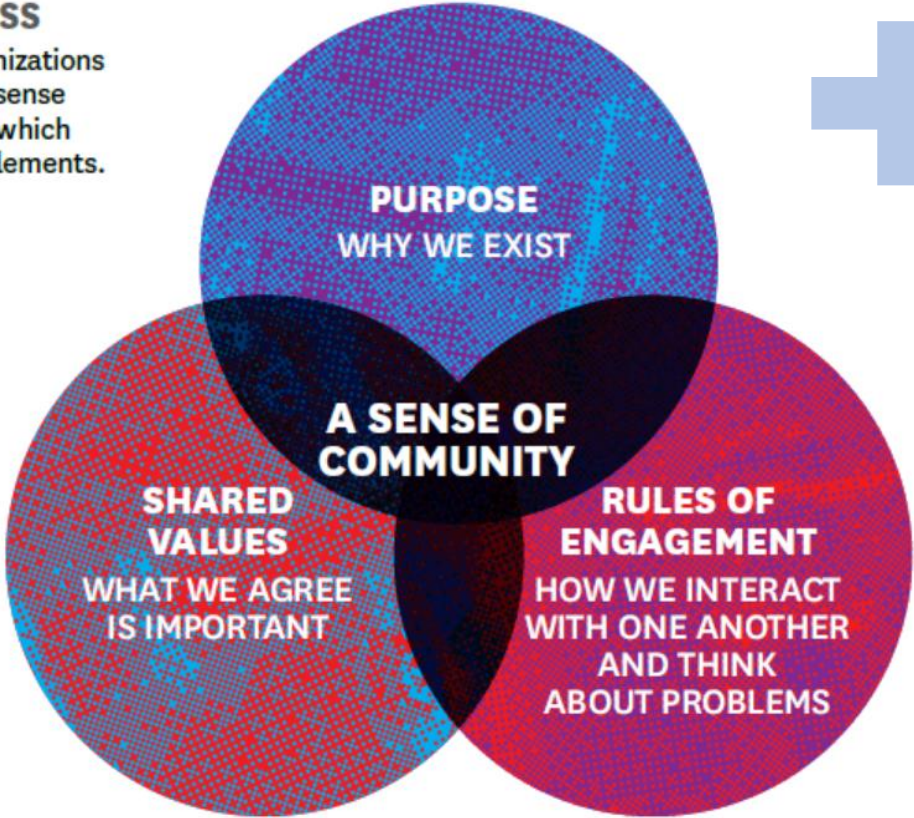 SS
nizations
sense
which
lements.
PURPOSE
WHY WE EXIST
A SENSE OF
COMMUNITY
SHARED
VALUES
WHAT WE AGREE
IS IMPORTANT
RULES OF
ENGAGEMENT
HOW WE INTERACT
WITH ONE ANOTHER
AND THINK
ABOUT PROBLEMS